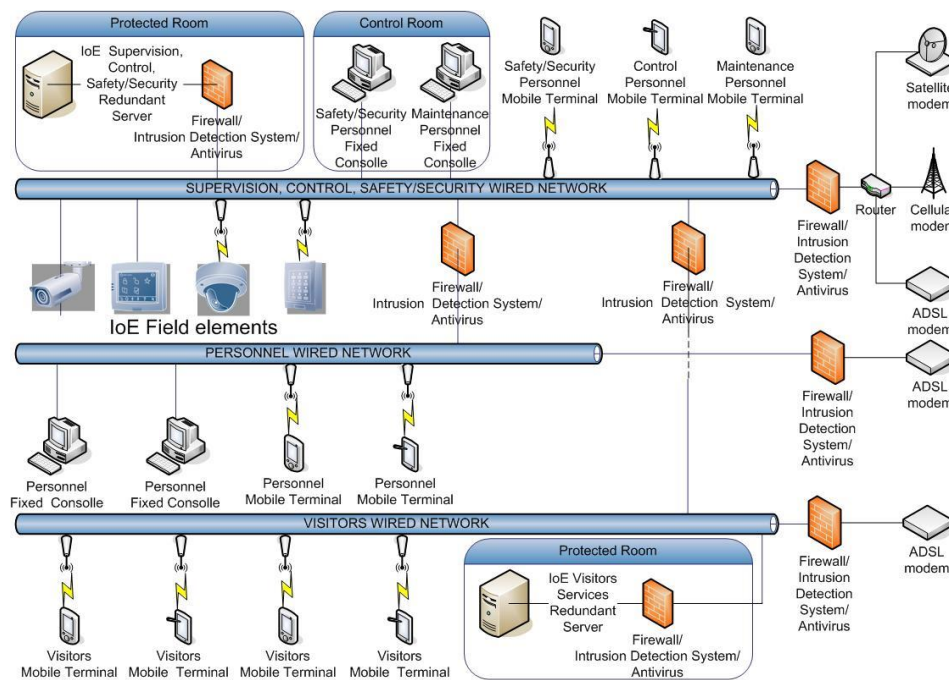 Protected Room
IoE Supervision,
Control,
Safety/Security
Redundant
Server
Firewall/
Intrusion Detection System/
Antivirus
Control Room
Safety/Security
Personnel
Fixed
Consolle
Maintenance
Personnel
Fixed
Consolle
Safety/Security
Personnel
Mobile Terminal
Control
Personnel
Mobile Terminal
Maintenance
Personnel
Mobile Terminal
Satellite
modem
SUPERVISION, CONTROL, SAFETY/SECURITY WIRED NETWORK
Firewall/
Intrusion
Detection
System/
Antivirus
Router
Cellular
modem
ADSL
modem
IoE Field elements
Firewall/
Intrusion Detection System/
Antivirus
Firewall/
Intrusion Detection System/
Antivirus
PERSONNEL WIRED NETWORK
Firewall/
Intrusion
Detection
System/
Antivirus
ADSL
modem
Personnel
Fixed Consolle
Personnel
Fixed Consolle
Personnel
Mobile Terminal
Personnel
Mobile Terminal
VISITORS WIRED NETWORK
Firewall/
Intrusion
Detection
System/
Antivirus
ADSL
modem
Visitors
Mobile Terminal
Visitors
Mobile Terminal
Visitors
Mobile Terminal
Visitors
Mobile Terminal
Protected Room
IoE Visitors
Services
Redundant
Server
Firewall/
Intrusion Detection System/
Antivirus